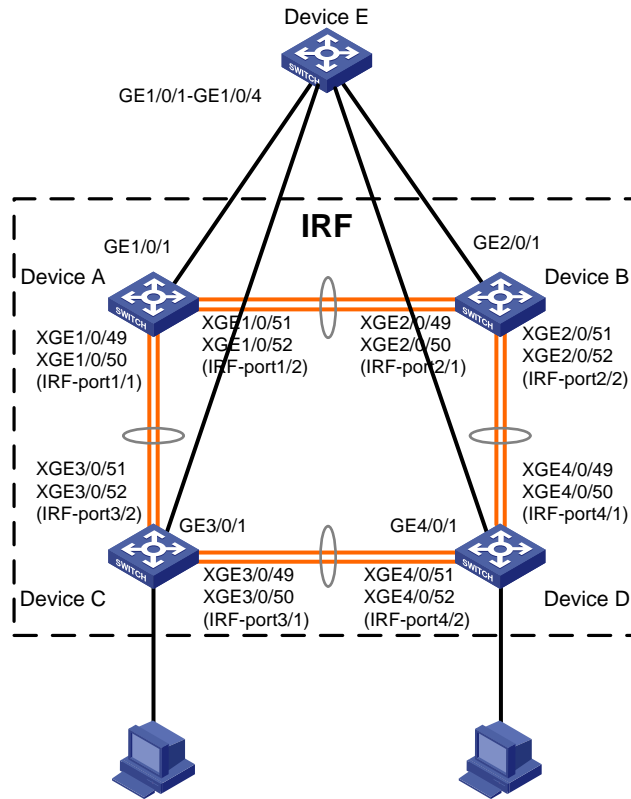 Device E
SWITCH
GE1/0/1-GE1/0/4
IRF
GE1/0/1
GE2/0/1
Device A
Device B
SWITCH
SWITCH
XGE1/0/49
XGE1/0/50
(IRF-port1/1)
XGE1/0/51
XGE1/0/52
(IRF-port1/2)
XGE2/0/49
XGE2/0/50
(IRF-port2/1)
XGE2/0/51
XGE2/0/52
(IRF-port2/2)
XGE3/0/51
XGE3/0/52
(IRF-port3/2)
XGE4/0/49
XGE4/0/50
(IRF-port4/1)
GE3/0/1
GE4/0/1
SWITCH
SWITCH
Device C
XGE3/0/49
XGE3/0/50
(IRF-port3/1)
XGE4/0/51
XGE4/0/52
(IRF-port4/2)
Device D